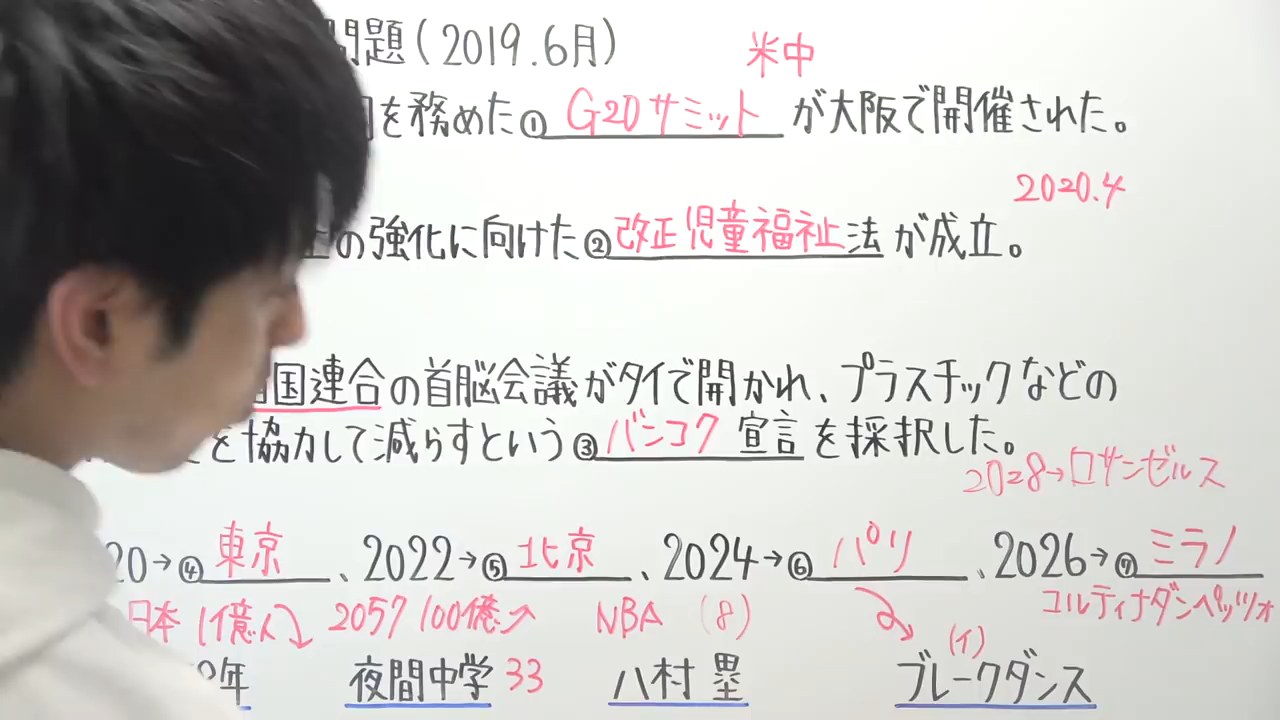 問題(2019.6月)
米中
を務めた①G20サミットが大阪で開催された。
2020.4
の強化に向けた②改正児童福祉法が成立。
国連合の首脳会議がタイで開かれ、プラスチックなどの
を協力して減らすという③バンコク宣言を採択した。
2028→ロサンゼルス
20→④東京、2022→⑤北京、2024→⑥パリ、2026→⑦ミラノ
コルティナダンペッツォ
日本 1億人 2057 100億 NBA (8)
(イ)
年 夜間中学33 八村 塁 ブレークダンス